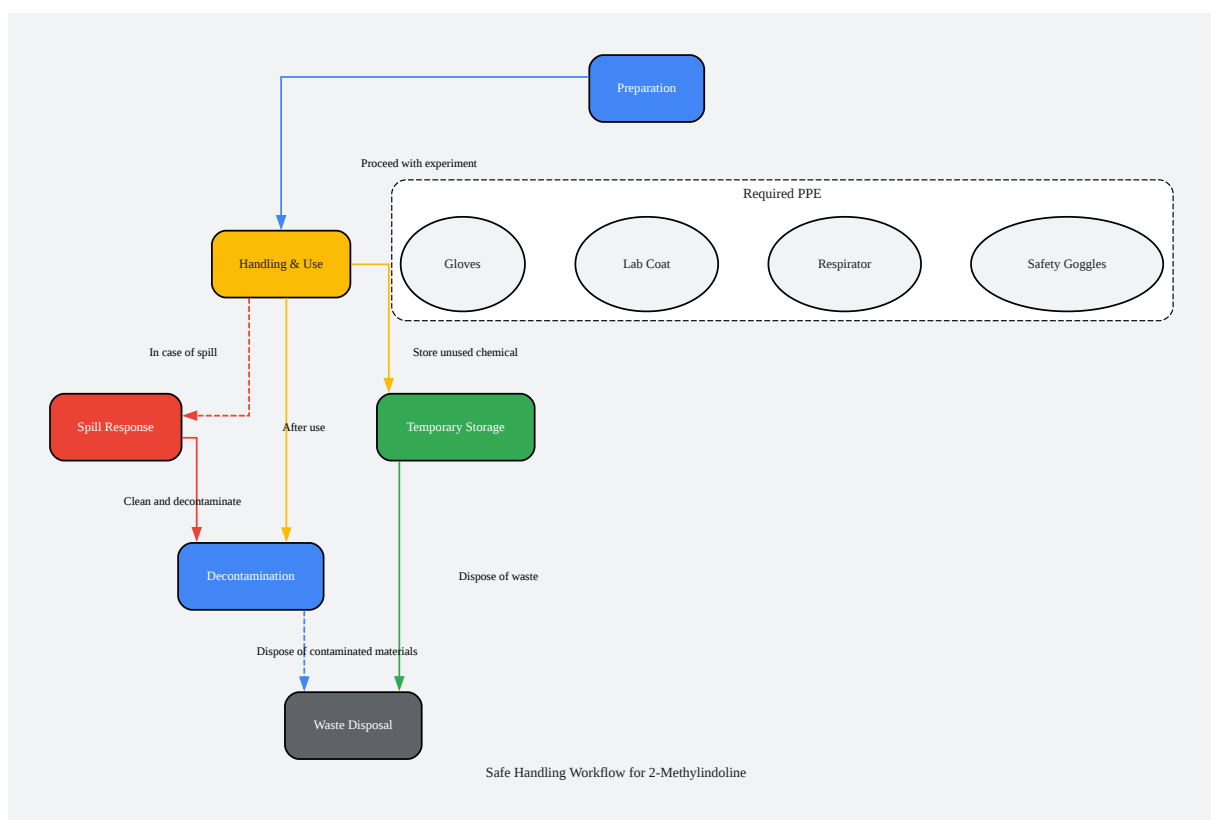 Preparation
Proceed with experiment
Required PPE
Handling & Use
Gloves
Lab Coat
Respirator
Safety Goggles
In case of spill
Store unused chemical
Spill Response
After use
Temporary Storage
Clean and decontaminate
Decontamination
Dispose of waste
Dispose of contaminated materials
Waste Disposal
Safe Handling Workflow for 2-Methylindoline